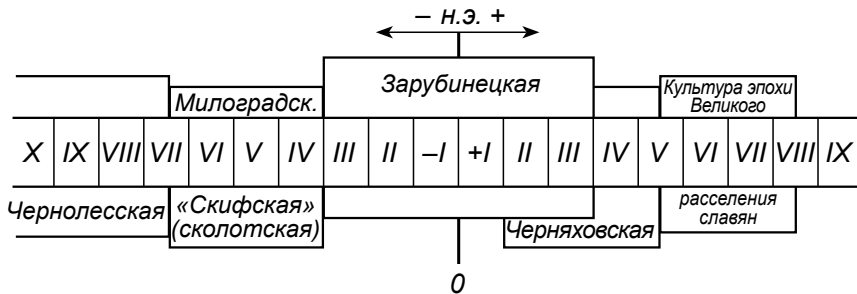 – н.э. +
Зарубинецкая
Милоградск.
Культура эпохи
Великого
X IX VIII VII VI V IV III II –I +I II III IV V VI VII VIII IX
Чернолесская
«Скифская»
(сколотская)
Черняховская
расселения
славян
0